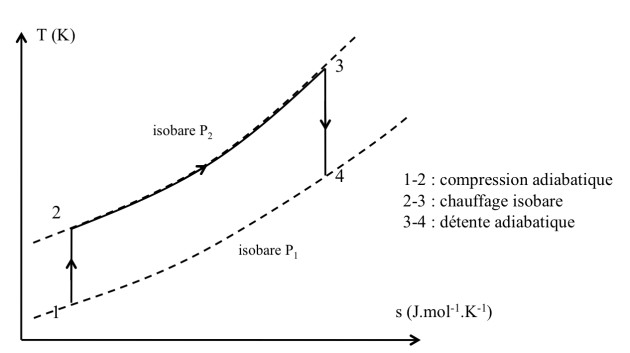 T (K)
3
isobare P₂
4
1-2 : compression adiabatique
2-3 : chauffage isobare
3-4 : détente adiabatique
2
isobare P₁
1
s (J.mol⁻¹.K⁻¹)